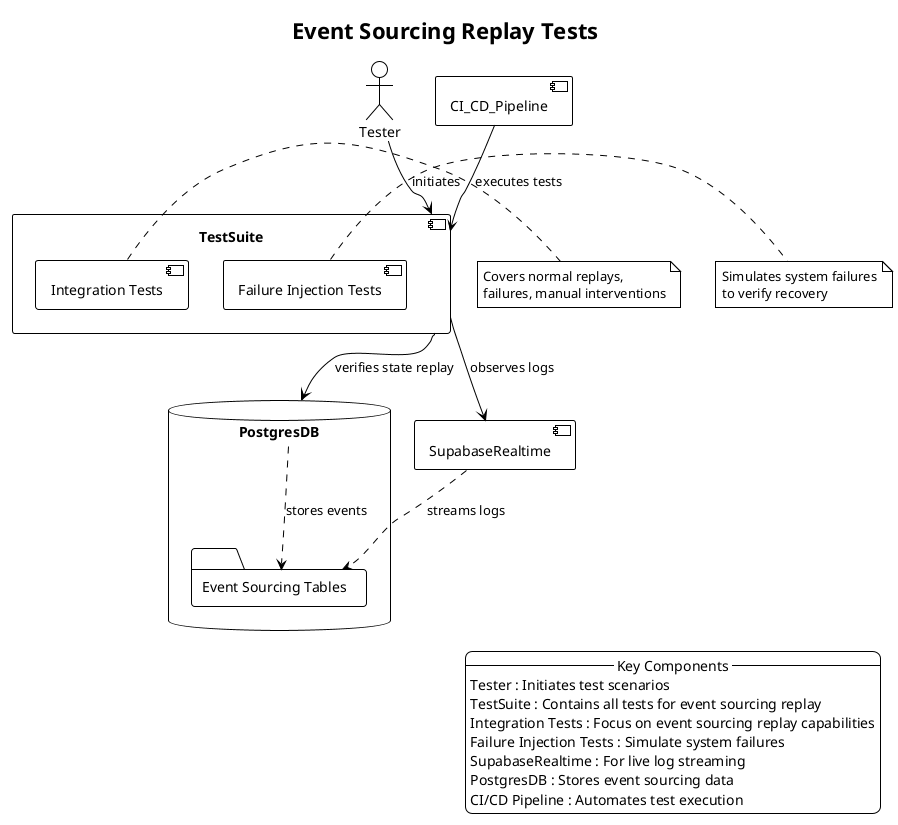 Event Sourcing Replay Tests
Tester
CI_CD_Pipeline
initiates
executes tests
TestSuite
Integration Tests
Failure Injection Tests
Covers normal replays,
failures, manual interventions
Simulates system failures
to verify recovery
verifies state replay
observes logs
PostgresDB
SupabaseRealtime
stores events
streams logs
Event Sourcing Tables
Key Components
Tester : Initiates test scenarios
TestSuite : Contains all tests for event sourcing replay
Integration Tests : Focus on event sourcing replay capabilities
Failure Injection Tests : Simulate system failures
SupabaseRealtime : For live log streaming
PostgresDB : Stores event sourcing data
CI/CD Pipeline : Automates test execution